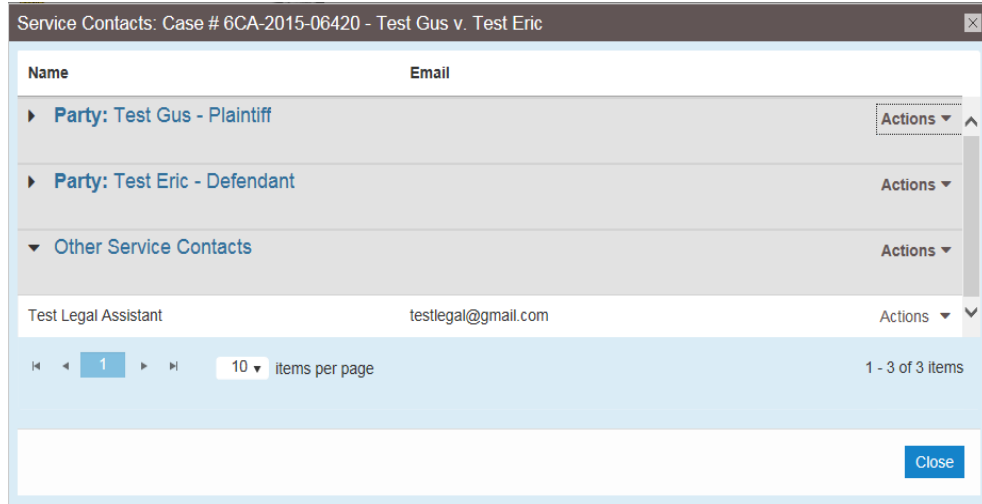 Service Contacts: Case # 6CA-2015-06420 - Test Gus v. Test Eric
Name Email
Party: Test Gus - Plaintiff Actions
Party: Test Eric - Defendant Actions
Other Service Contacts Actions
Test Legal Assistant testlegal@gmail.com Actions
1 10 items per page 1 - 3 of 3 items
Close